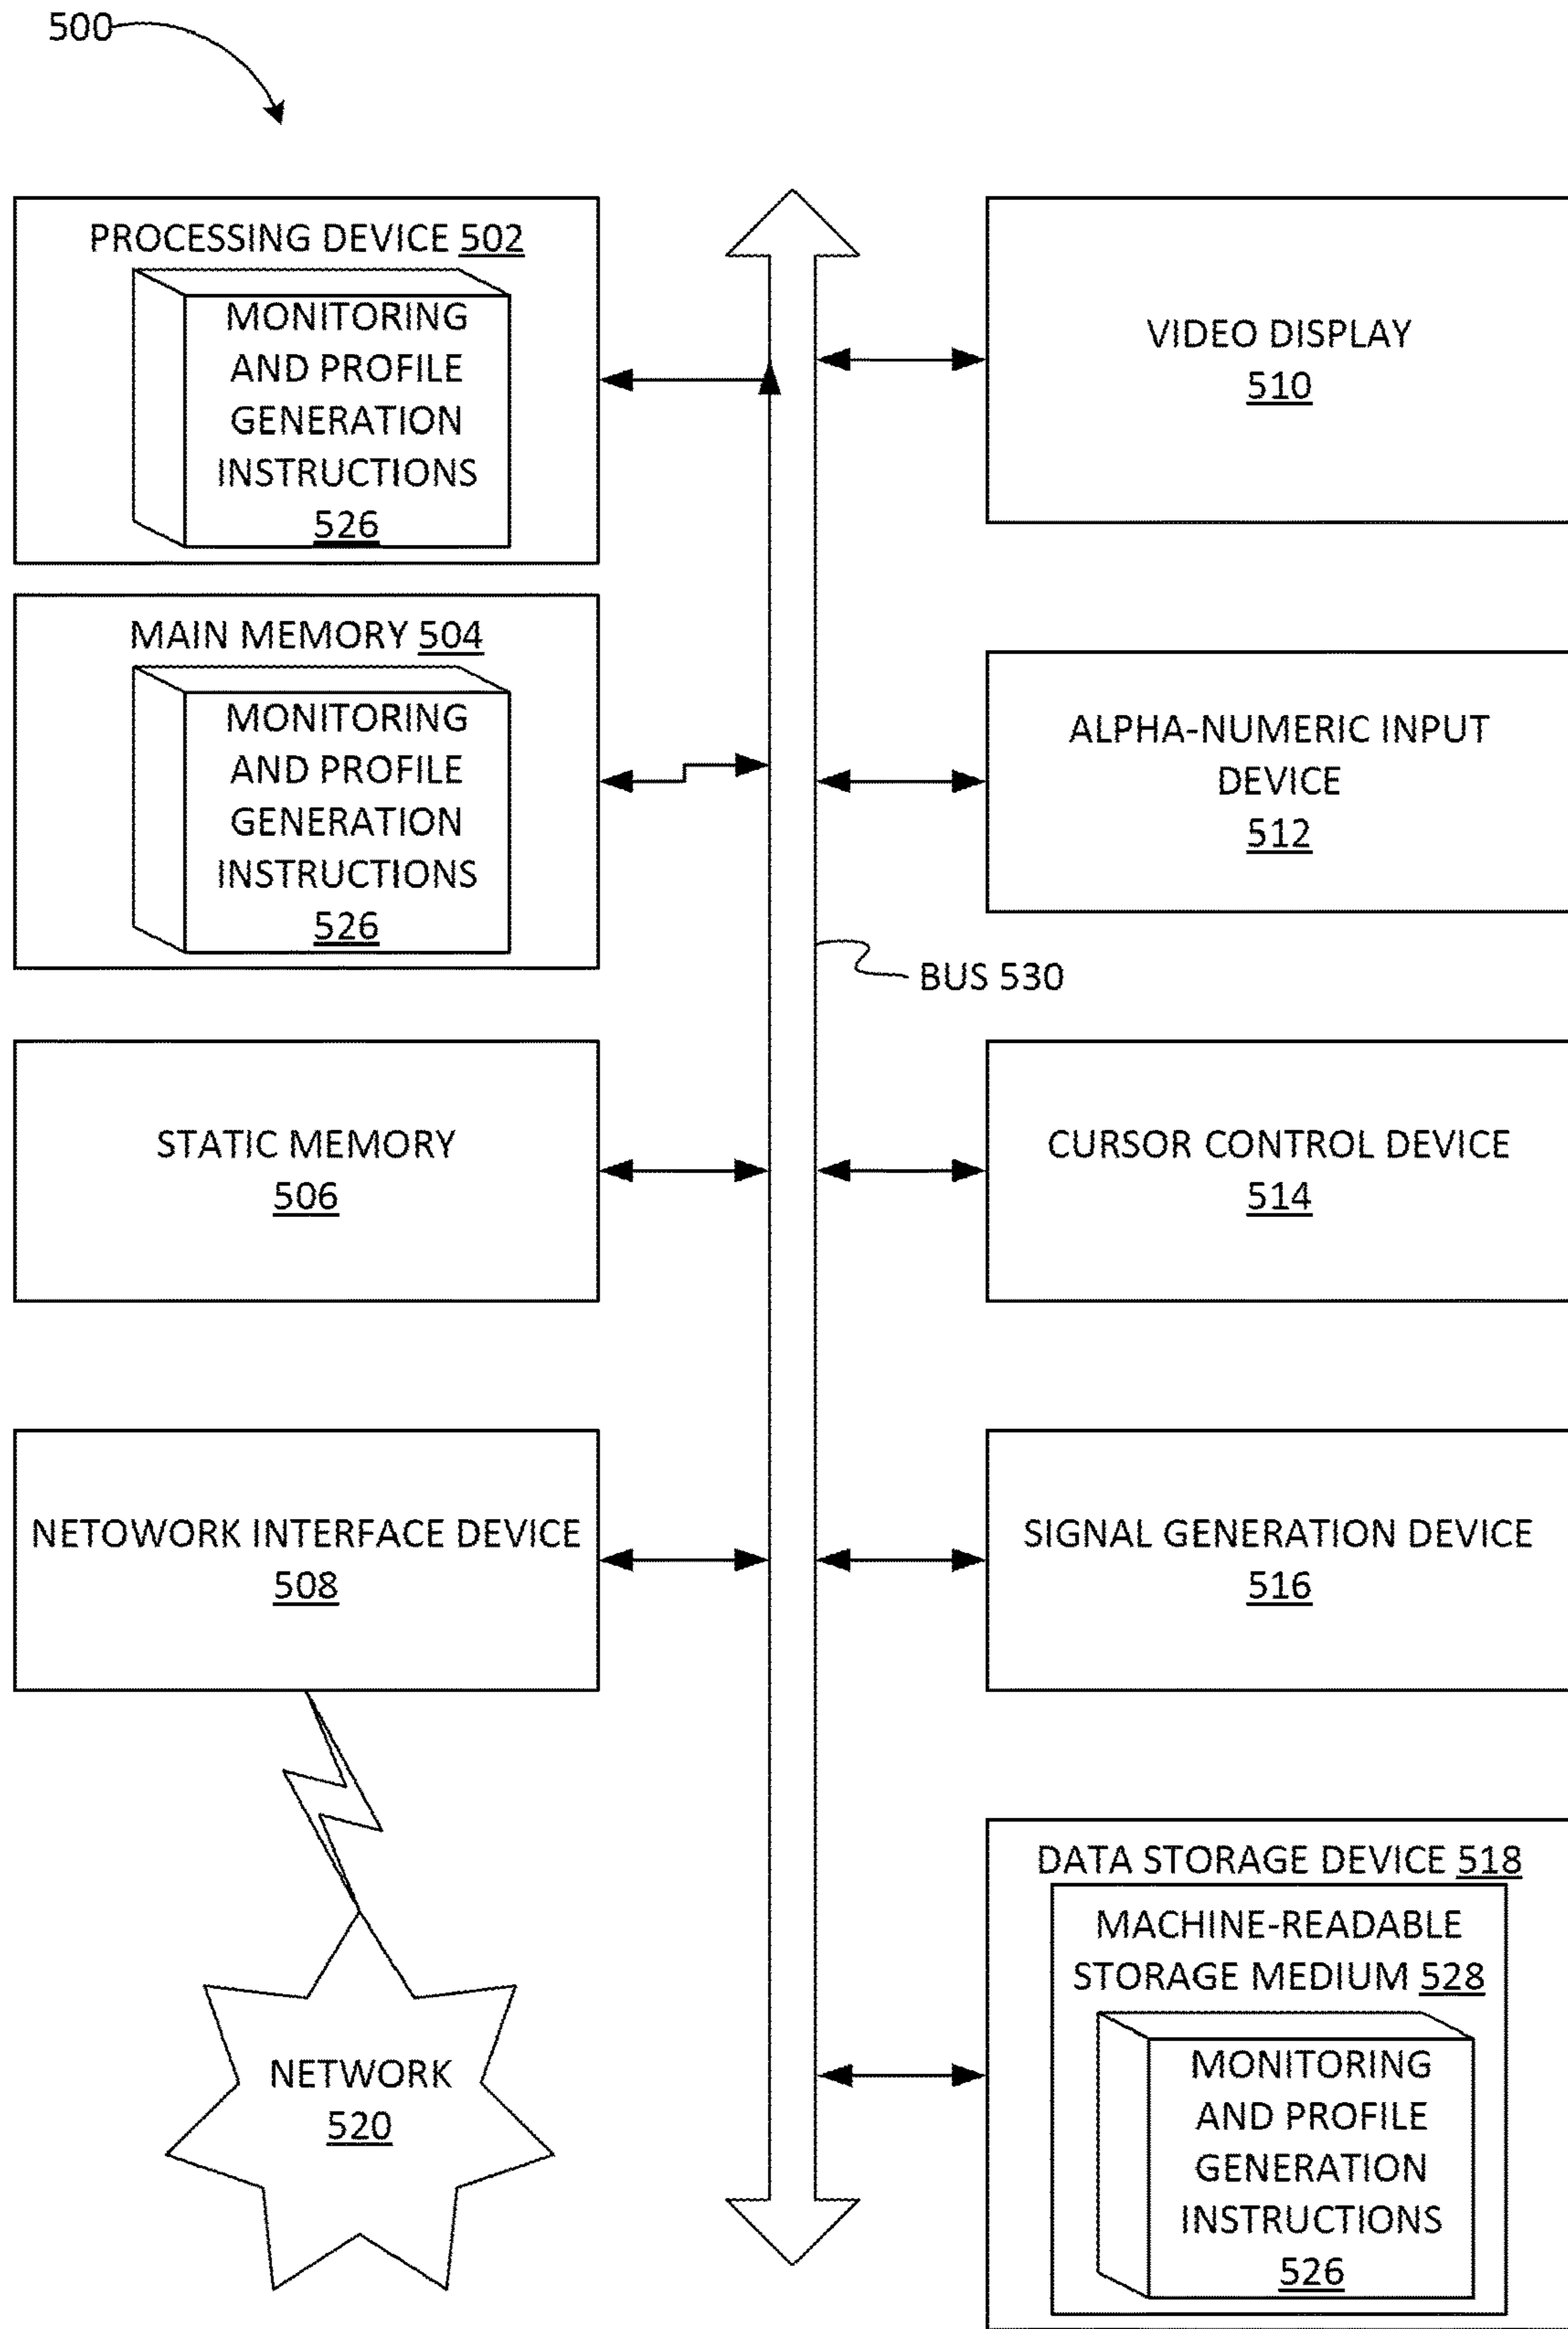 500
PROCESSING DEVICE 502
MONITORING
AND PROFILE
GENERATION
INSTRUCTIONS
526
MAIN MEMORY 504
MONITORING
AND PROFILE
GENERATION
INSTRUCTIONS
526
STATIC MEMORY
506
NETOWORK INTERFACE DEVICE
508
NETWORK
520
BUS 530
VIDEO DISPLAY
510
ALPHA-NUMERIC INPUT
DEVICE
512
CURSOR CONTROL DEVICE
514
SIGNAL GENERATION DEVICE
516
DATA STORAGE DEVICE 518
MACHINE-READABLE
STORAGE MEDIUM 528
MONITORING
AND PROFILE
GENERATION
INSTRUCTIONS
526